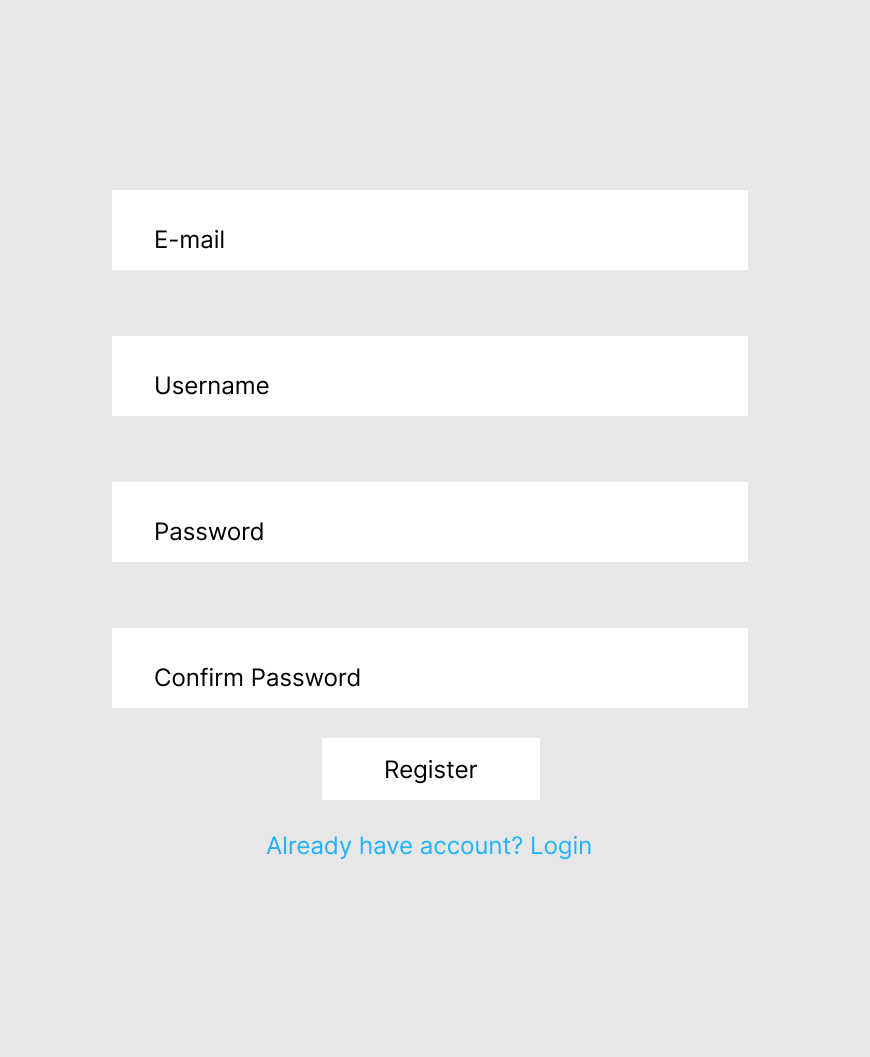 E-mail
Username
Password
Confirm Password
Register
Already have account? Login